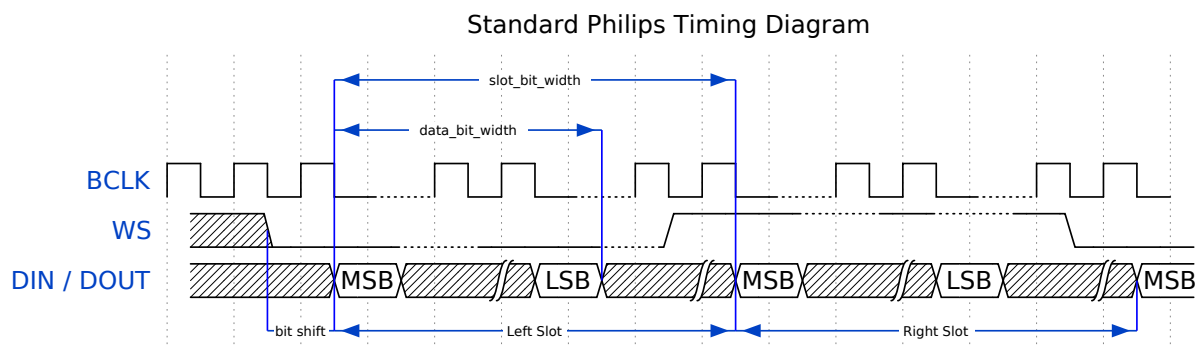 Standard Philips Timing Diagram
slot_bit_width
data_bit_width
BCLK
WS
DIN / DOUT
MSB
LSB
MSB
LSB
MSB
bit shift
Left Slot
Right Slot